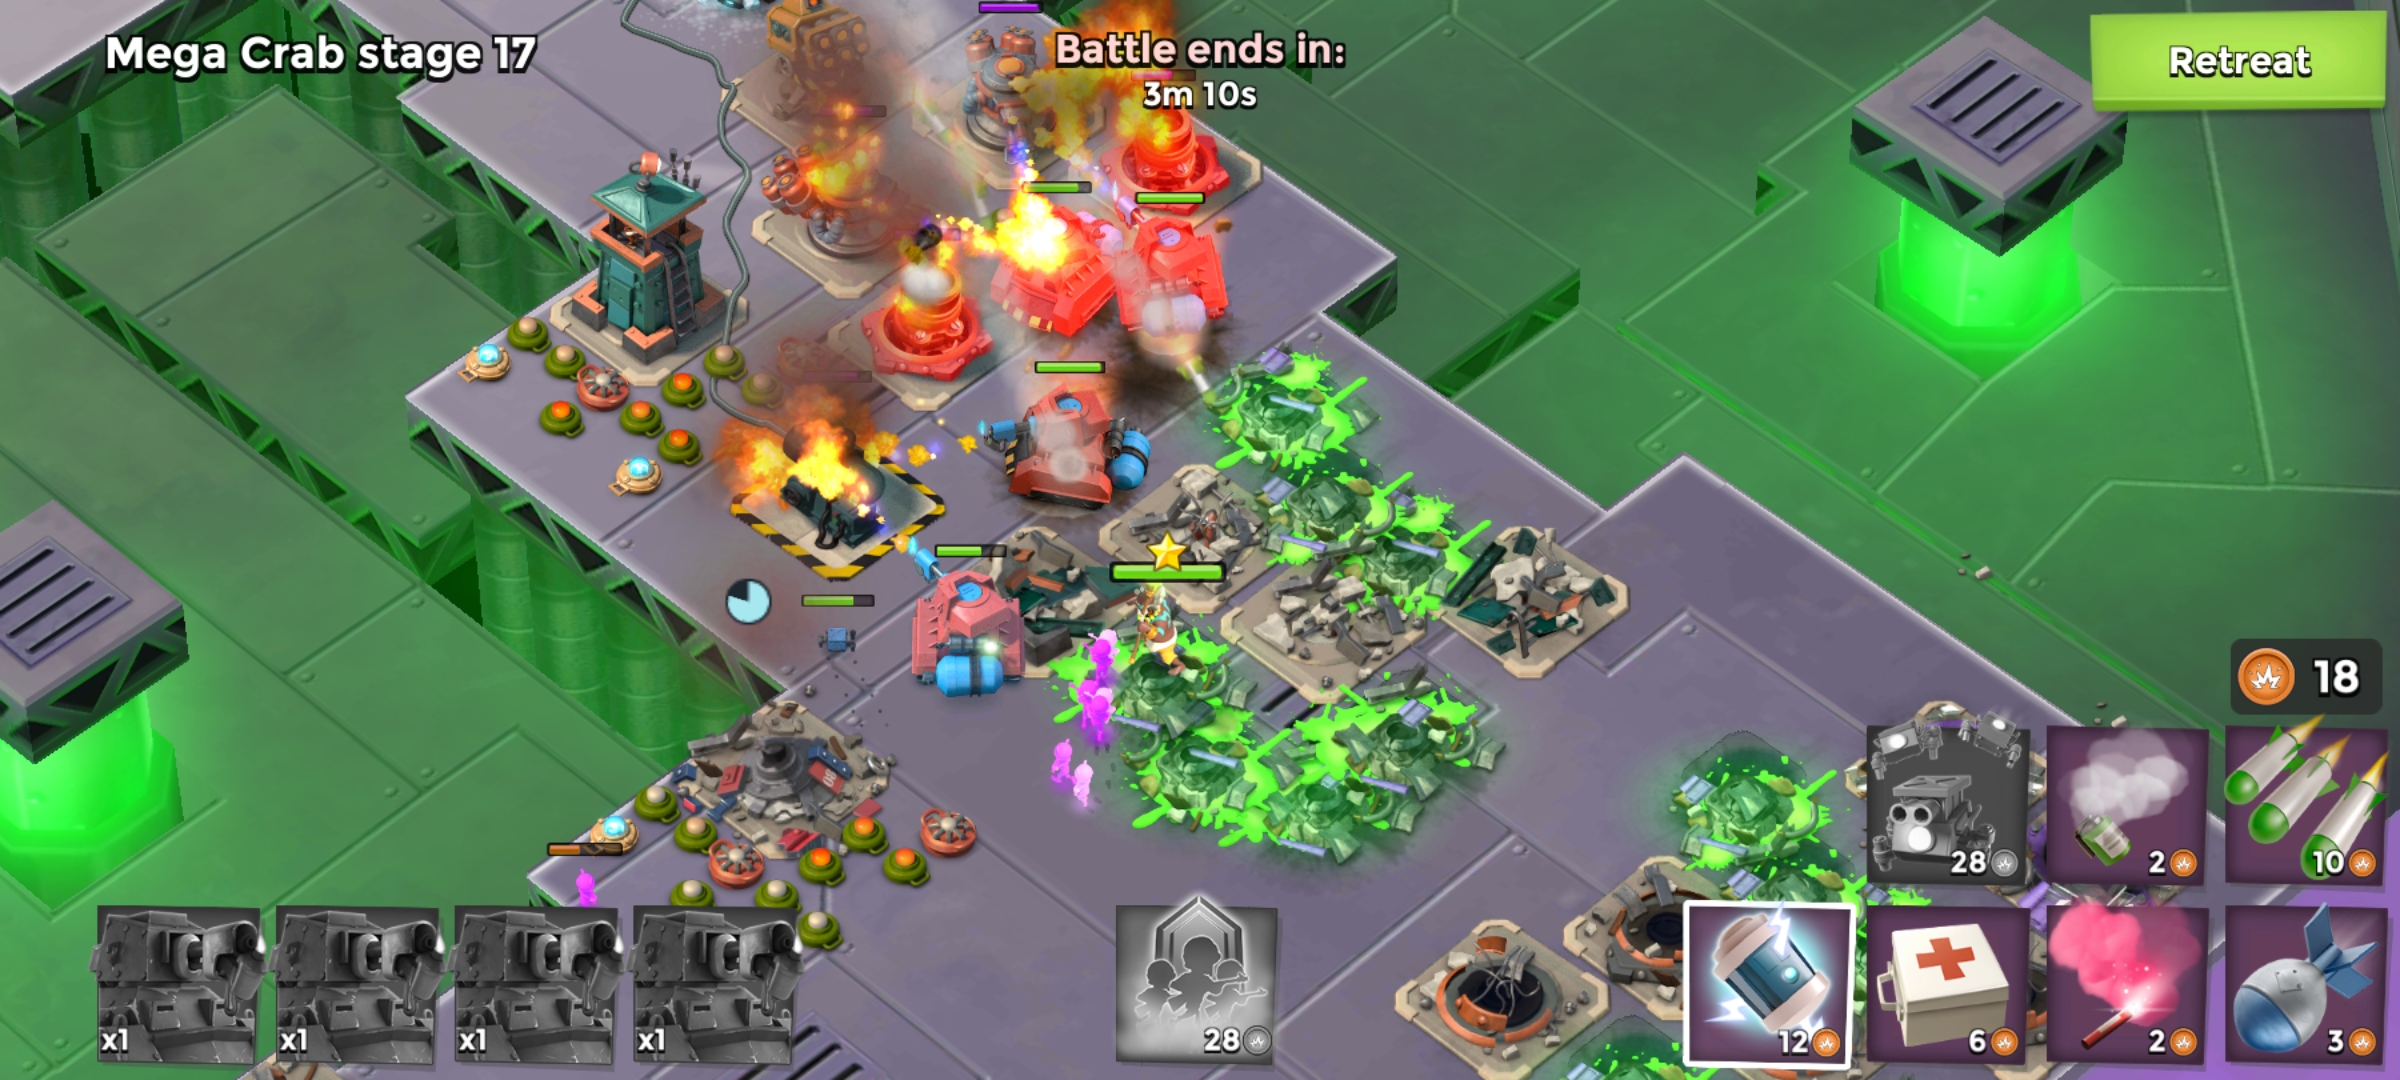 Mega Crab stage 17
Battle ends in:
3m 10s
Retreat
18
28
2
10
x1
x1
x1
x1
28
12
6
2
3